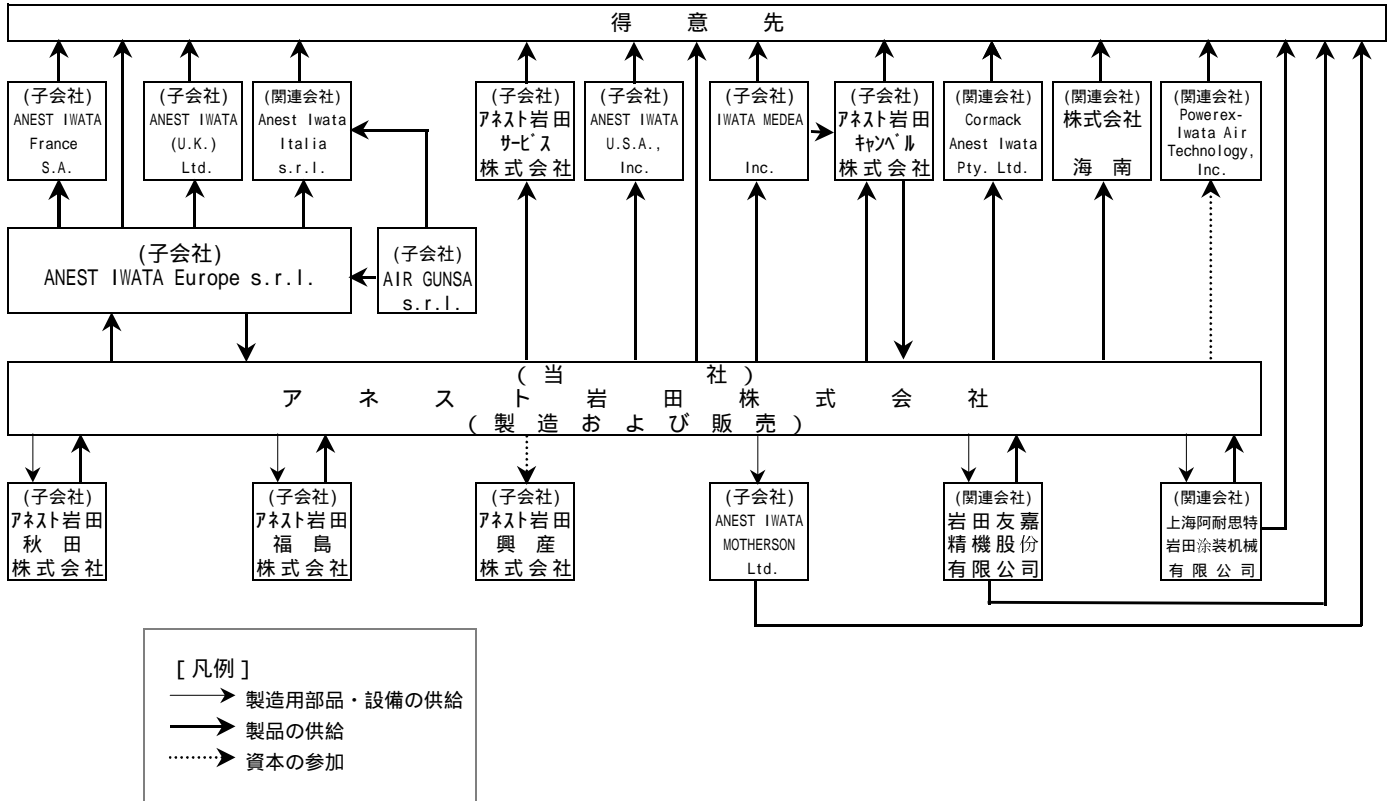 得意先
(子会社)
ANEST IWATA
France
S.A.
(子会社)
ANEST IWATA
(U.K.)
Ltd.
(関連会社)
Anest Iwata
Italia
s.r.l.
(子会社)
アネスト岩田
サービス
株式会社
(子会社)
ANEST IWATA
U.S.A.,
Inc.
(子会社)
IWATA MEDEA
Inc.
(子会社)
アネスト岩田
キャンベル
株式会社
(関連会社)
Cormack
Anest Iwata
Pty. Ltd.
(関連会社)
株式会社
海南
(関連会社)
Powerex-
Iwata Air
Technology,
Inc.
(子会社)
ANEST IWATA Europe s.r.l.
(子会社)
AIR GUNSA
s.r.l.
(当社)
アネスト岩田株式会社
(製造および販売)
(子会社)
アネスト岩田
秋田
株式会社
(子会社)
アネスト岩田
福島
株式会社
(子会社)
アネスト岩田
興産
株式会社
(子会社)
ANEST IWATA
MOTHERSON
Ltd.
(関連会社)
岩田友嘉
精機股份
有限公司
(関連会社)
上海阿耐思特
岩田涂装机械
有限公司
[凡例]
製造用部品・設備の供給
製品の供給
資本の参加